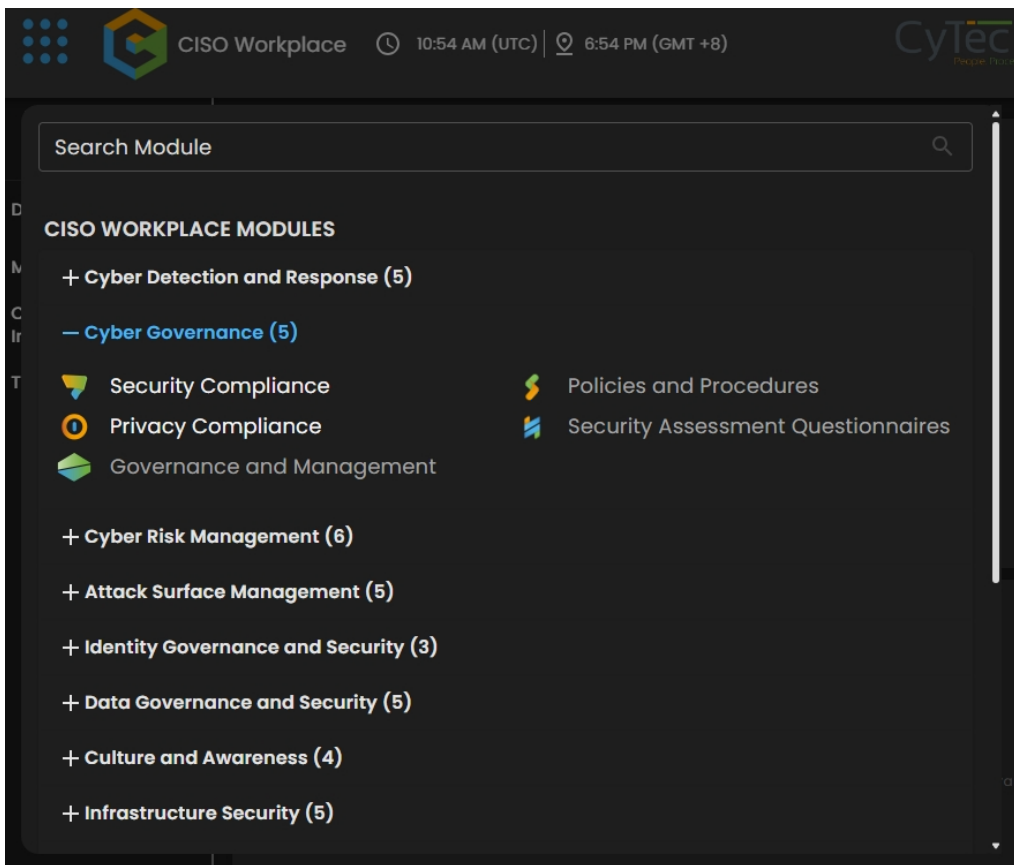 CISO Workplace 10:54 AM (UTC) 6:54 PM (GMT +8)
CyTec
People Proce
Search Module
CISO WORKPLACE MODULES
+ Cyber Detection and Response (5)
− Cyber Governance (5)
Security Compliance Policies and Procedures
Privacy Compliance Security Assessment Questionnaires
Governance and Management
+ Cyber Risk Management (6)
+ Attack Surface Management (5)
+ Identity Governance and Security (3)
+ Data Governance and Security (5)
+ Culture and Awareness (4)
+ Infrastructure Security (5)